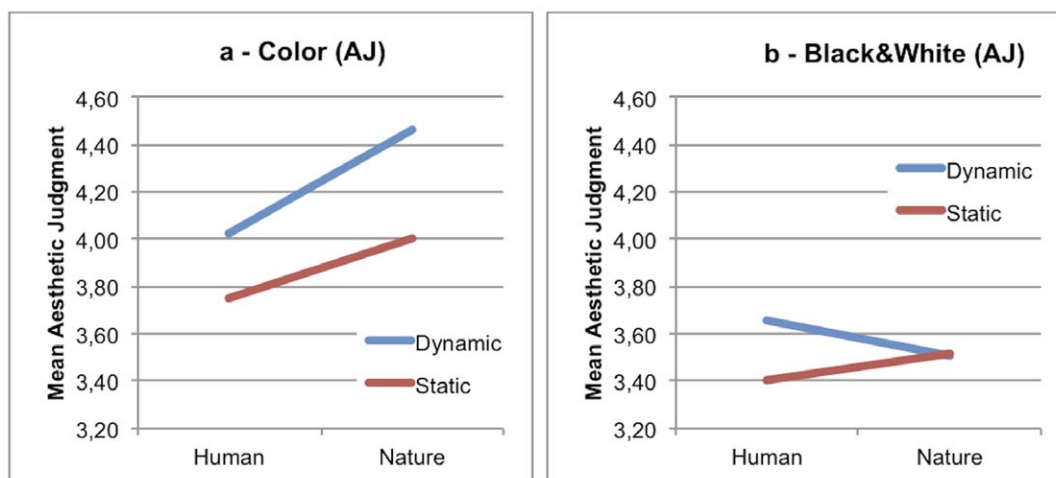 a - Color (AJ)
Mean Aesthetic Judgment
4,60
4,40
4,20
4,00
3,80
3,60
3,40
3,20
Dynamic
Static
Human Nature
b - Black&White (AJ)
Mean Aesthetic Judgment
4,60
4,40
4,20
4,00
3,80
3,60
3,40
3,20
Dynamic
Static
Human Nature